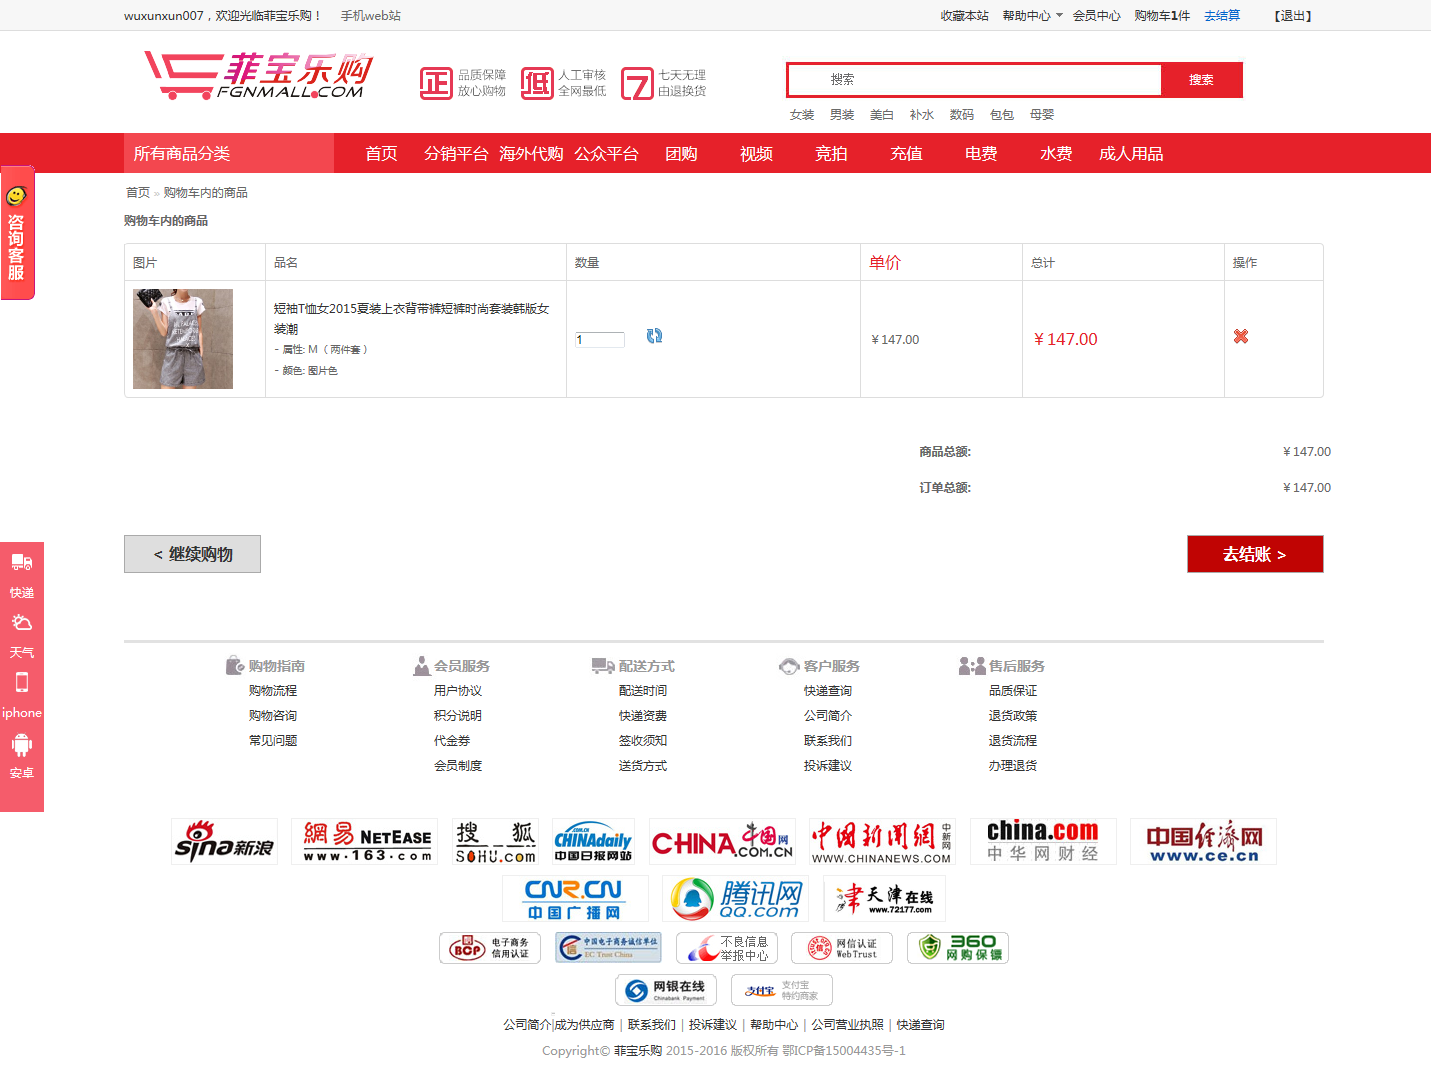 wuxunxun007，欢迎光临菲宝乐购！ 手机web站
收藏本站 帮助中心 会员中心 购物车1件 去结算 【退出】
菲宝乐购
FGNMALL.COM
正 品质保障 放心购物
低 人工审核 全网最低
7 七天无理 由退换货
搜索 搜索
女装 男装 美白 补水 数码 包包 母婴
所有商品分类 首页 分销平台 海外代购 公众平台 团购 视频 竞拍 充值 电费 水费 成人用品
咨询客服
首页 » 购物车内的商品
购物车内的商品
图片 品名 数量 单价 总计 操作
短袖T恤女2015夏装上衣背带裤短裤时尚套装韩版女
装潮
- 属性: M（两件套）
- 颜色: 图片色
1
￥147.00
￥147.00
商品总额: ￥147.00
订单总额: ￥147.00
< 继续购物
去结账 >
快递
天气
iphone
安卓
购物指南 会员服务 配送方式 客户服务 售后服务
购物流程 用户协议 配送时间 快递查询 品质保证
购物咨询 积分说明 快递资费 公司简介 退货政策
常见问题 代金券 签收须知 联系我们 退货流程
会员制度 送货方式 投诉建议 办理退货
sina新浪
網易 NETEASE
www.163.com
搜狐
SOHU.com
.com.cn
CHINAdaily
中国日报网站
CHINA中国网
.COM.CN
中国新闻網 中新网
WWW.CHINANEWS.COM
china.com
中华网财经
中国经济网
www.ce.cn
CNR.CN
中国广播网
腾讯网
QQ.com
津 天津在线
www.72177.com
BCP 电子商务 信用认证
中国电子商务诚信单位
EC Trust China
不良信息
举报中心
网信认证
WebTrust
360
网购保镖
网银在线
Chinabank Payment
支付宝 支付宝 特约商家
公司简介|成为供应商 | 联系我们 | 投诉建议 | 帮助中心 | 公司营业执照 | 快递查询
Copyright© 菲宝乐购 2015-2016 版权所有 鄂ICP备15004435号-1